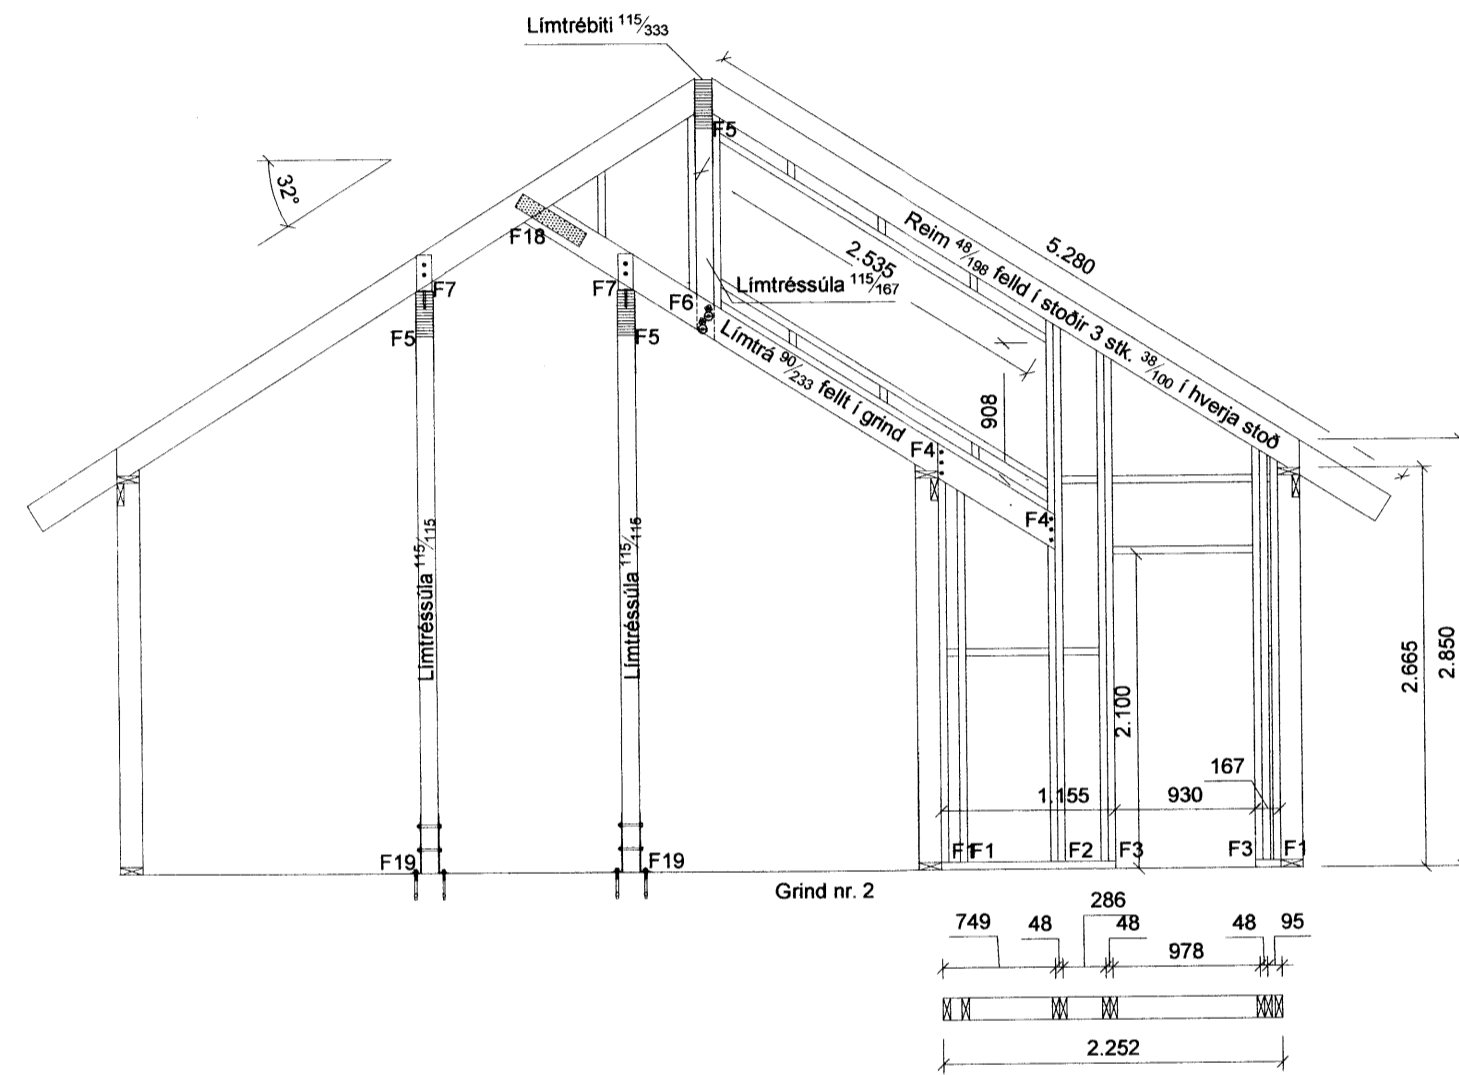 Límtrébiti 115/333
F5
32°
Reim 48/198 felld í stoðir 3 stk. 38/100 í hverja stoð
5.280
2.535
F18
Límtréssúla 115/167
F7
F7
F6
F5
F5
Límtrá 90/233 fellt í grind
908
F4
F4
Límtréssúla 115/115
Límtréssúla 115/115
2.665
2.850
2.100
167
1.155
930
F19
F19
F1
F1
F2
F3
F3
F1
Grind nr. 2
286
749
48
48
978
48
95
2.252